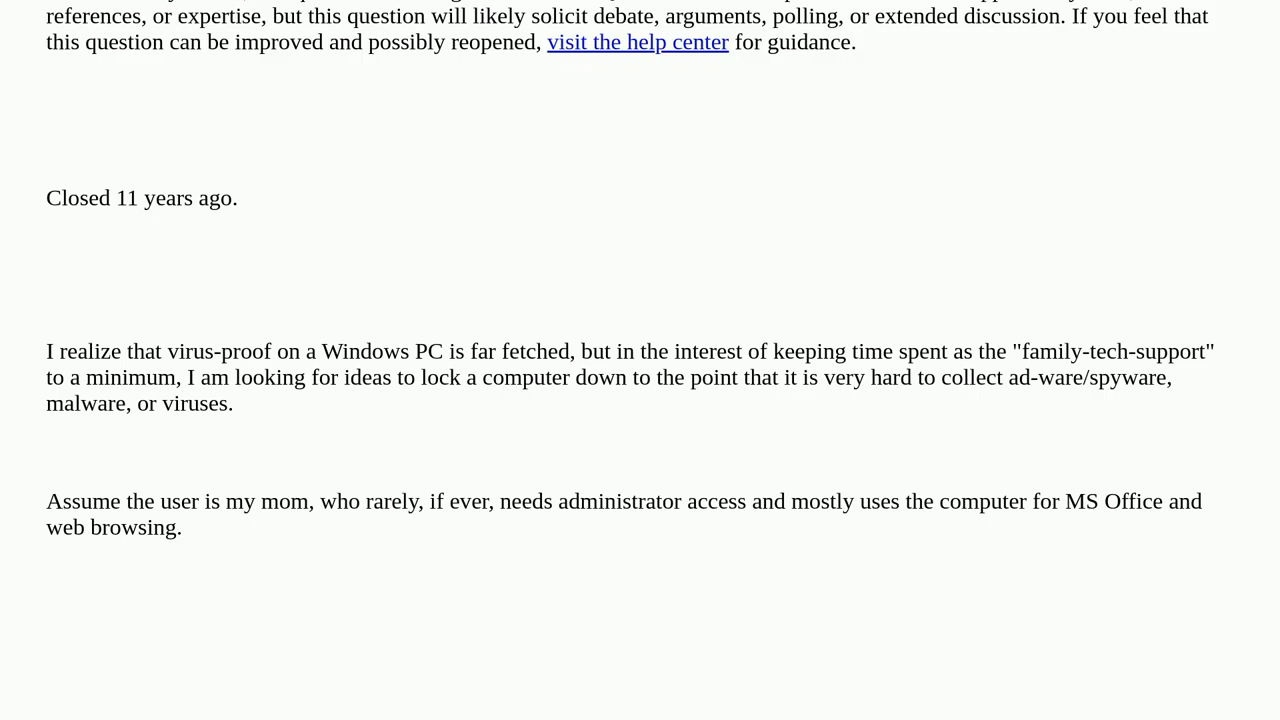 references, or expertise, but this question will likely solicit debate, arguments, polling, or extended discussion. If you feel that
this question can be improved and possibly reopened, visit the help center for guidance.
Closed 11 years ago.
I realize that virus-proof on a Windows PC is far fetched, but in the interest of keeping time spent as the "family-tech-support"
to a minimum, I am looking for ideas to lock a computer down to the point that it is very hard to collect ad-ware/spyware,
malware, or viruses.
Assume the user is my mom, who rarely, if ever, needs administrator access and mostly uses the computer for MS Office and
web browsing.